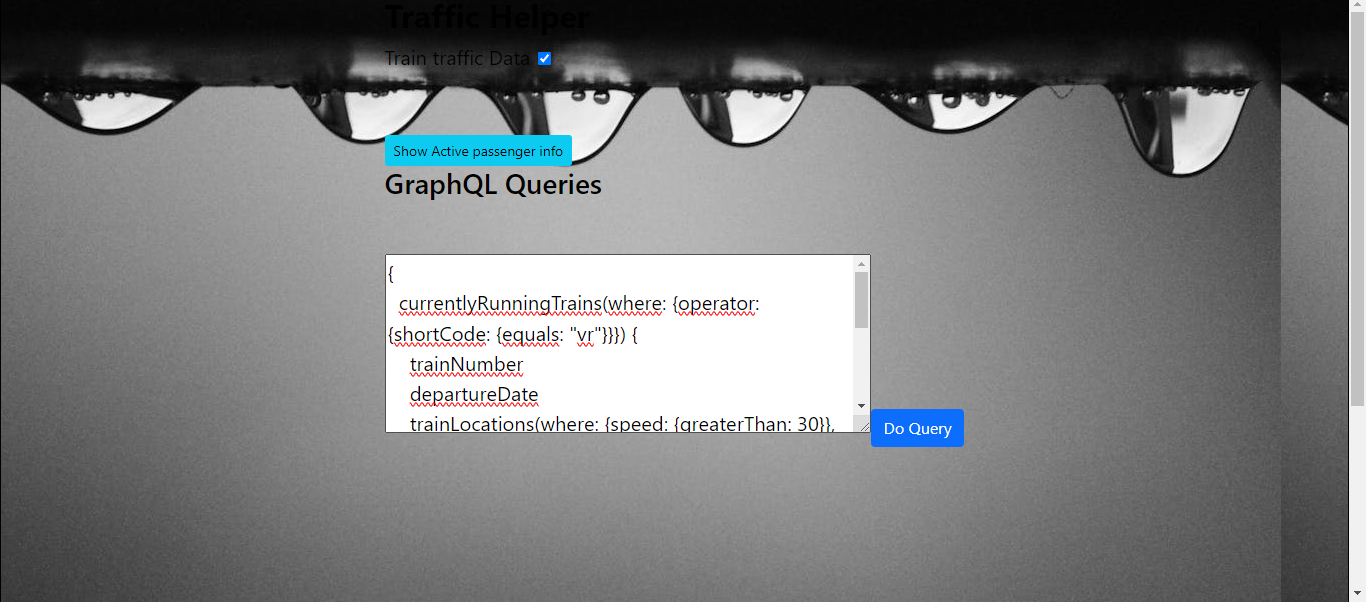 Traffic Helper
Train traffic Data
Show Active passenger info
GraphQL Queries
{
currentlyRunningTrains(where: {operator:
{shortCode: {equals: "vr"}}}) {
trainNumber
departureDate
trainLocations(where: {speed: {greaterThan: 30}},
Do Query